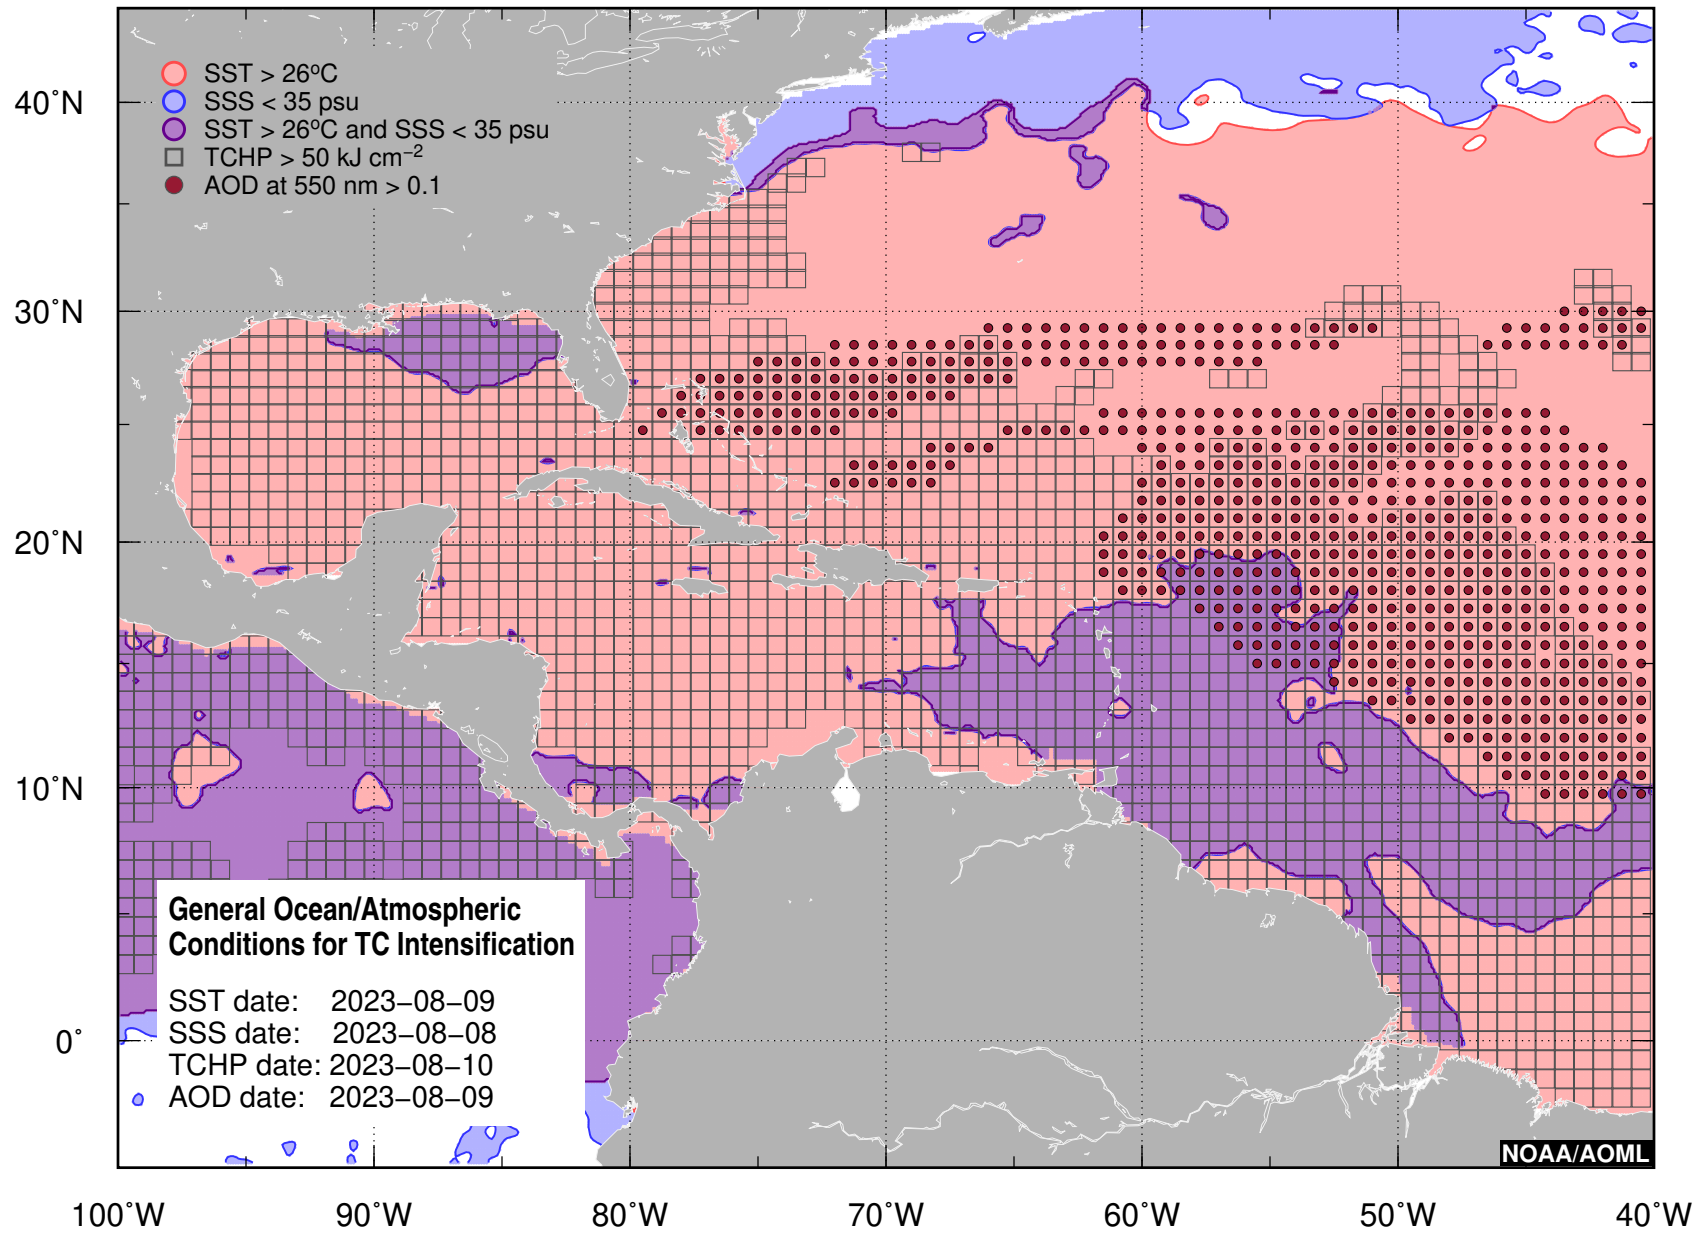 SST > 26ºC
SSS < 35 psu
SST > 26ºC and SSS < 35 psu
TCHP > 50 kJ cm⁻²
AOD at 550 nm > 0.1
40°N
30°N
20°N
10°N
0°
General Ocean/Atmospheric
Conditions for TC Intensification
SST date: 2023−08−09
SSS date: 2023−08−08
TCHP date: 2023−08−10
AOD date: 2023−08−09
NOAA/AOML
100°W 90°W 80°W 70°W 60°W 50°W 40°W